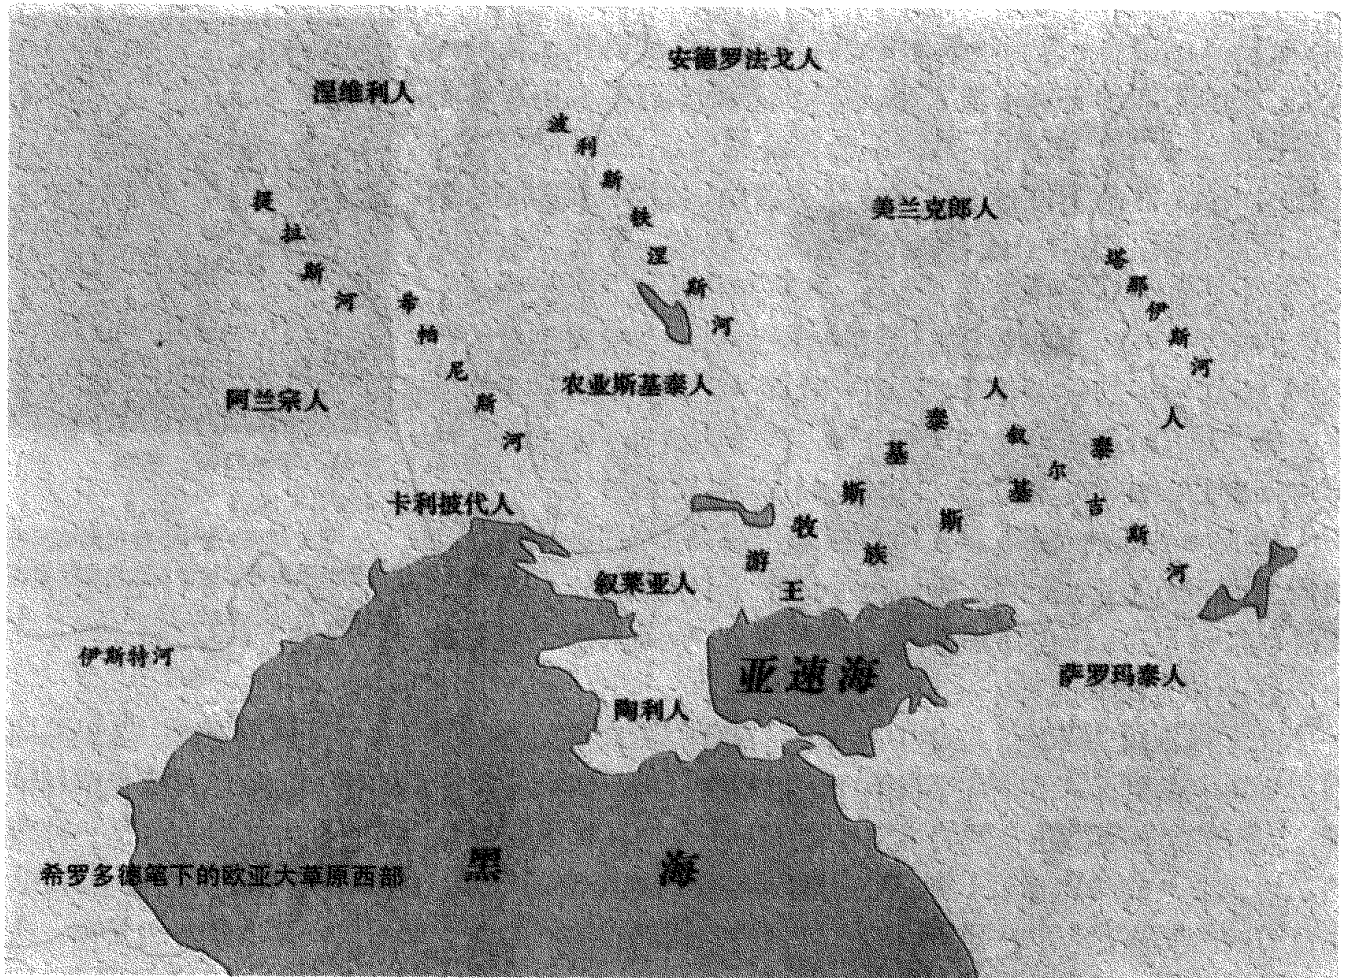 安德罗法戈人
涅维利人
波利斯铁涅斯河
提拉斯河
美兰克郎人
塔那伊斯河
希帕尼斯河
农业斯基泰人
阿兰宗人
游牧斯基泰人
王族斯基泰人
叙尔吉斯河
卡利披代人
叙莱亚人
伊斯特河
亚速海
萨罗玛泰人
陶利人
黑海
希罗多德笔下的欧亚大草原西部